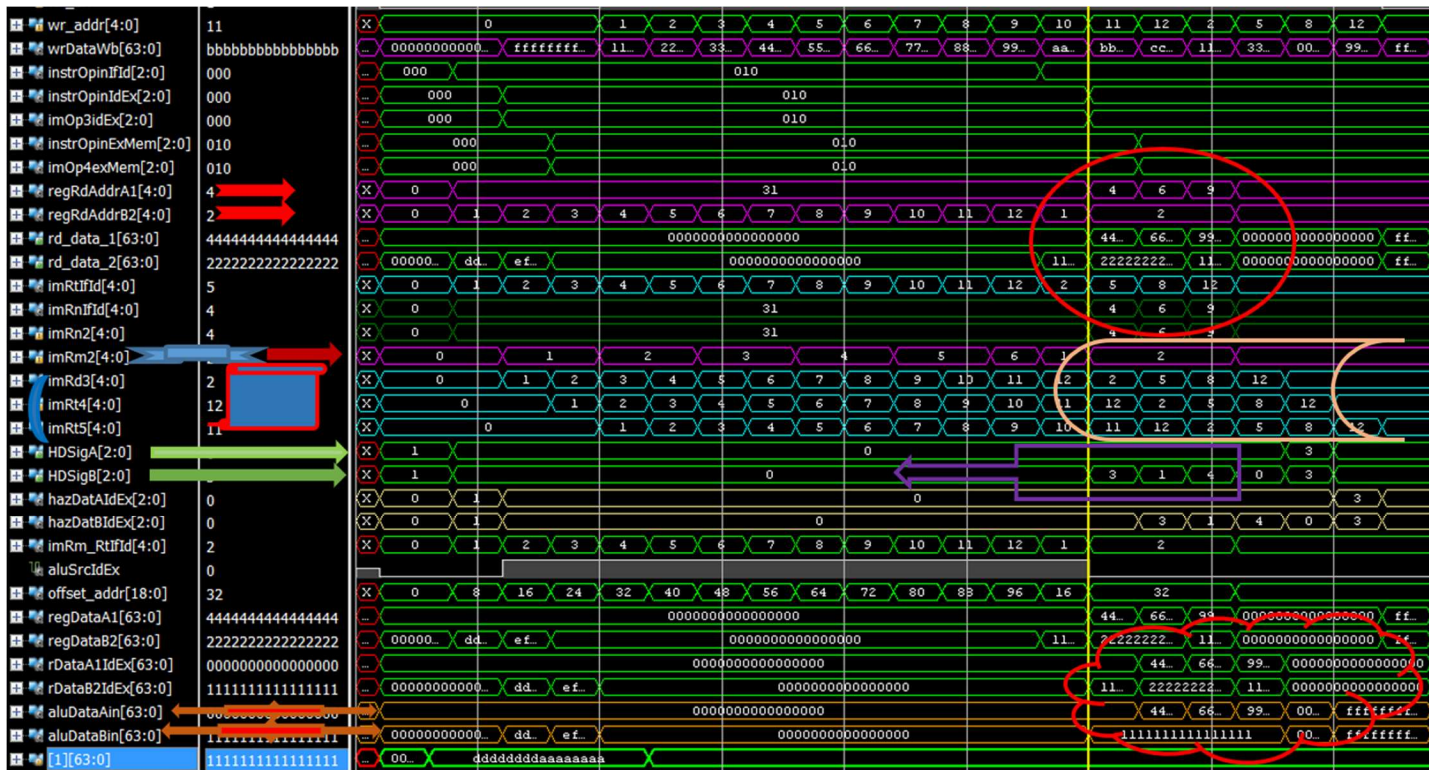 wr_addr[4:0] 11 X 0 1 2 3 4 5 6 7 8 9 10 11 12 2 5 8 12
wrDataWb[63:0] bbbbbbbbbbbbbbbb ... 00000000000... ffffffff... 11... 22... 33... 44... 55... 66... 77... 88... 99... aa... bb... cc... 11... 33... 00... 99... ff...
instrOpinIfId[2:0] 000 ... 000 010
instrOpinIdEx[2:0] 000 ... 000 010
imOp3idEx[2:0] 000 ... 000 010
instrOpinExMem[2:0] 010 ... 000 010
imOp4exMem[2:0] 010 ... 000 010
regRdAddrA1[4:0] 4 X 0 31 4 6 9
regRdAddrB2[4:0] 2 X 0 1 2 3 4 5 6 7 8 9 10 11 12 1 2
rd_data_1[63:0] 4444444444444444 ... 0000000000000000 44... 66... 99... 0000000000000000 ff...
rd_data_2[63:0] 2222222222222222 ... 00000... dd... ef... 0000000000000000 11... 22222222... 11... 0000000000000000 ff...
imRtIfId[4:0] 5 X 0 1 2 3 4 5 6 7 8 9 10 11 12 2 5 8 12
imRnIfId[4:0] 4 X 0 31 4 6 9
imRn2[4:0] 4 X 0 31 4 6 9
imRm2[4:0] X 0 1 2 3 4 5 6 1 2
imRd3[4:0] 2 X 0 1 2 3 4 5 6 7 8 9 10 11 12 2 5 8 12
imRt4[4:0] 12 X 0 1 2 3 4 5 6 7 8 9 10 11 12 2 5 8 12
imRt5[4:0] 11 X 0 1 2 3 4 5 6 7 8 9 10 11 12 2 5 8 12
HDSigA[2:0] X 1 0 3
HDSigB[2:0] X 1 0 3 1 4 0 3
hazDatAIdEx[2:0] 0 X 0 1 0 3
hazDatBIdEx[2:0] 0 X 0 1 0 3 1 4 0 3
imRm_RtIfId[4:0] 2 X 0 1 2 3 4 5 6 7 8 9 10 11 12 1 2
aluSrcIdEx 0
offset_addr[18:0] 32 X 0 8 16 24 32 40 48 56 64 72 80 88 96 16 32
regDataA1[63:0] 4444444444444444 ... 0000000000000000 44... 66... 99... 0000000000000000 ff...
regDataB2[63:0] 2222222222222222 ... 00000... dd... ef... 0000000000000000 11... 22222222... 11... 0000000000000000 ff...
rDataA1IdEx[63:0] 0000000000000000 ... 0000000000000000 44... 66... 99... 0000000000000000
rDataB2IdEx[63:0] 1111111111111111 ... 00000000000... dd... ef... 0000000000000000 11... 22222222... 11... 0000000000000000
aluDataAin[63:0] 0000000000000000 ... 0000000000000000 44... 66... 99... 00... ffffffff...
aluDataBin[63:0] 1111111111111111 ... 00000000000... dd... ef... 0000000000000000 1111111111111111 00... ffffffff...
[1][63:0] 1111111111111111 ... 00... ddddddddaaaaaaaa